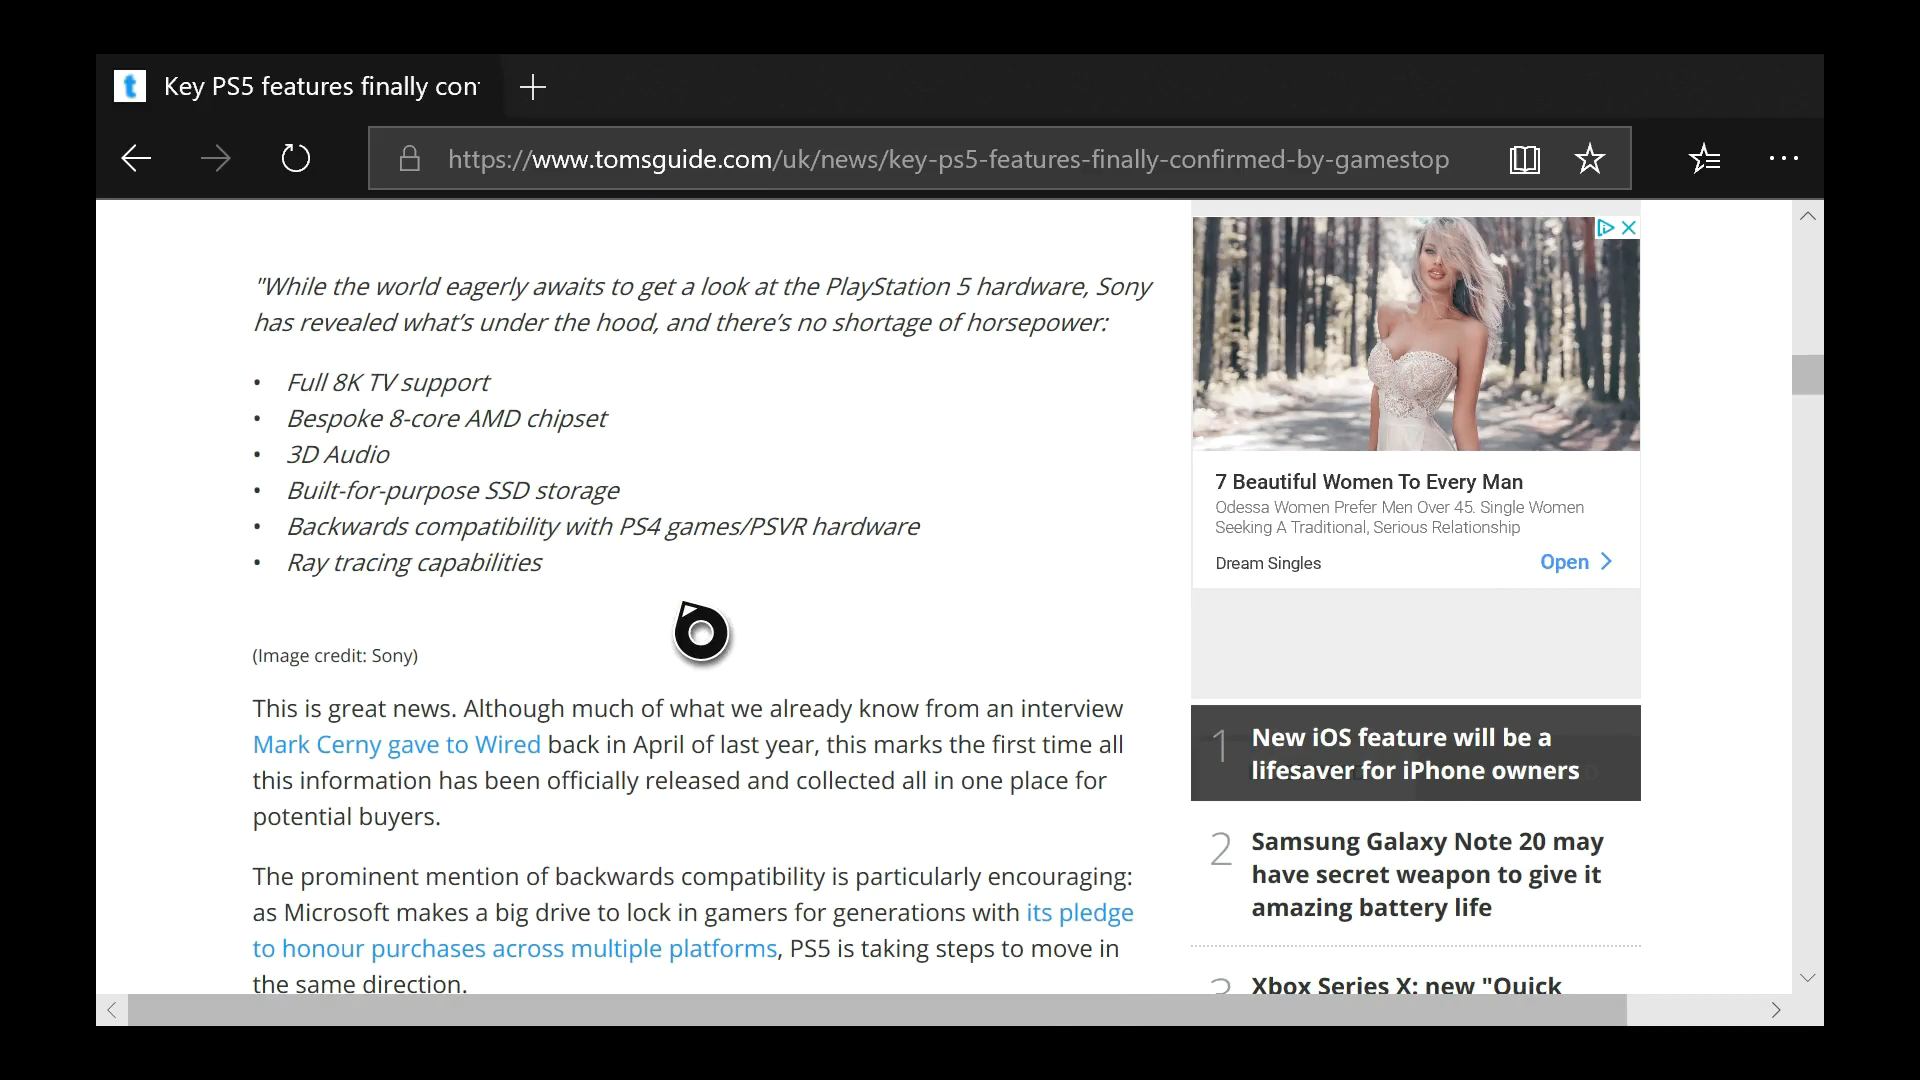 t Key PS5 features finally con
https://www.tomsguide.com/uk/news/key-ps5-features-finally-confirmed-by-gamestop
"While the world eagerly awaits to get a look at the PlayStation 5 hardware, Sony
has revealed what's under the hood, and there's no shortage of horsepower:
• Full 8K TV support
• Bespoke 8-core AMD chipset
• 3D Audio
• Built-for-purpose SSD storage
• Backwards compatibility with PS4 games/PSVR hardware
• Ray tracing capabilities
(Image credit: Sony)
This is great news. Although much of what we already know from an interview
Mark Cerny gave to Wired back in April of last year, this marks the first time all
this information has been officially released and collected all in one place for
potential buyers.
The prominent mention of backwards compatibility is particularly encouraging:
as Microsoft makes a big drive to lock in gamers for generations with its pledge
to honour purchases across multiple platforms, PS5 is taking steps to move in
the same direction.
7 Beautiful Women To Every Man
Odessa Women Prefer Men Over 45. Single Women
Seeking A Traditional, Serious Relationship
Dream Singles
Open
1 New iOS feature will be a
lifesaver for iPhone owners
2 Samsung Galaxy Note 20 may
have secret weapon to give it
amazing battery life
3 Xbox Series X: new "Quick